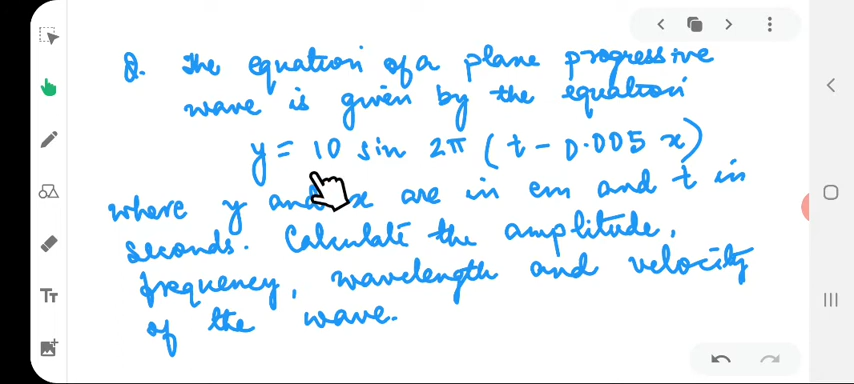 Q. The equation of a plane progressive
wave is given by the equation
y = 10 sin 2π (t - 0.005 x)
where y and x are in cm and t in
seconds. Calculate the amplitude,
frequency, wavelength and velocity
of the wave.
Tт